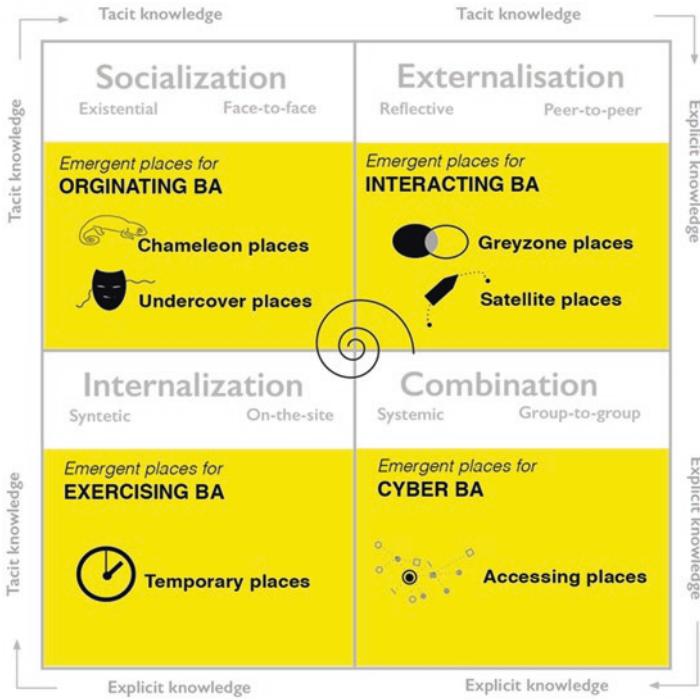 Tacit knowledge
Tacit knowledge
Tacit knowledge
Explicit knowledge
Socialization
Existential
Face-to-face
Externalisation
Reflective
Peer-to-peer
Emergent places for
ORGINATING BA
Chameleon places
Undercover places
Emergent places for
INTERACTING BA
Greyzone places
Satellite places
Internalization
Syntetic
On-the-site
Combination
Systemic
Group-to-group
Tacit knowledge
Explicit knowledge
Emergent places for
EXERCISING BA
Temporary places
Emergent places for
CYBER BA
Accessing places
Explicit knowledge
Explicit knowledge